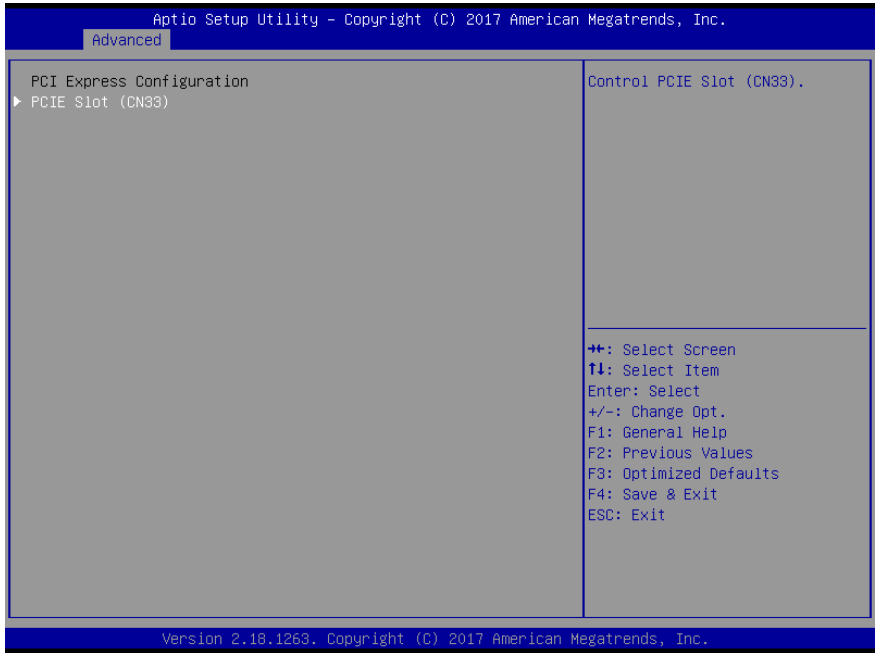 Aptio Setup Utility – Copyright (C) 2017 American Megatrends, Inc.
Advanced
PCI Express Configuration
PCIE Slot (CN33)
Control PCIE Slot (CN33).
→←: Select Screen
↑↓: Select Item
Enter: Select
+/-: Change Opt.
F1: General Help
F2: Previous Values
F3: Optimized Defaults
F4: Save & Exit
ESC: Exit
Version 2.18.1263. Copyright (C) 2017 American Megatrends, Inc.